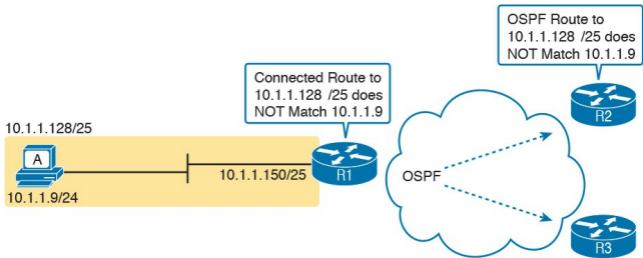 OSPF Route to
10.1.1.128 /25 does
NOT Match 10.1.1.9
R2
Connected Route to
10.1.1.128 /25 does
NOT Match 10.1.1.9
10.1.1.128/25
A
10.1.1.9/24
10.1.1.150/25
R1
OSPF
R3